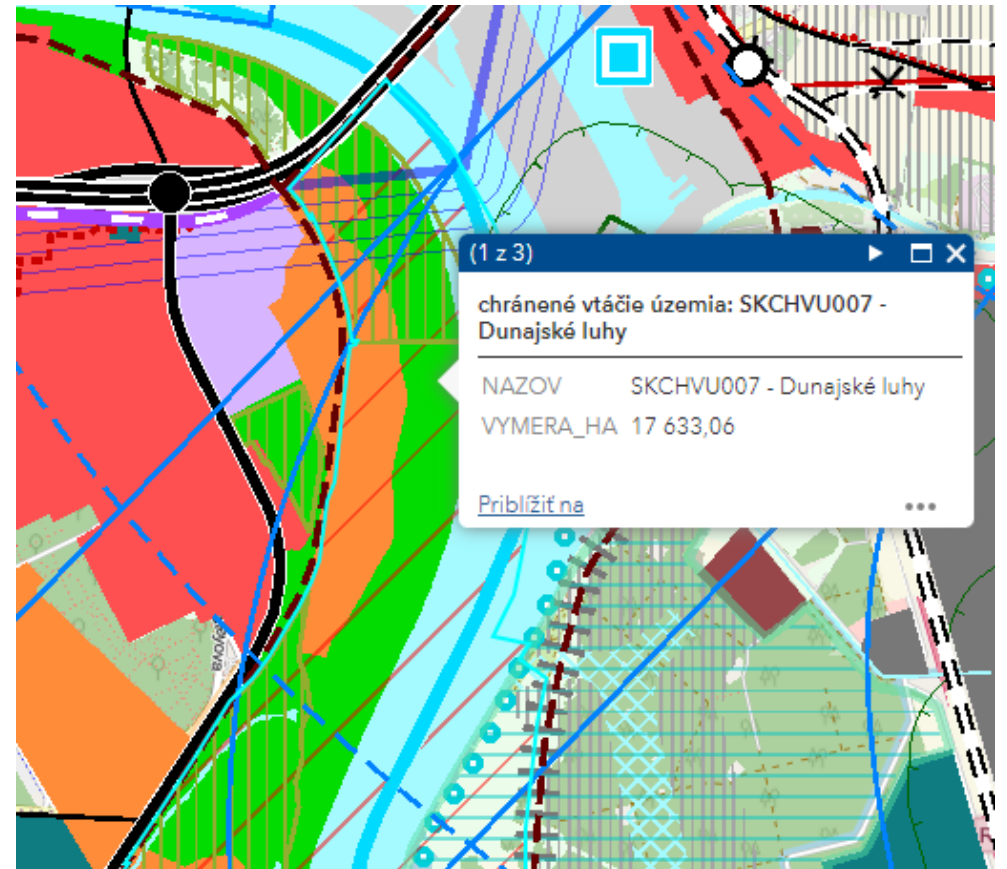 (1 z 3)
chránené vtáčie územia: SKCHVU007 -
Dunajské luhy
NAZOV SKCHVU007 - Dunajské luhy
VYMERA_HA 17 633,06
Priblížiť na